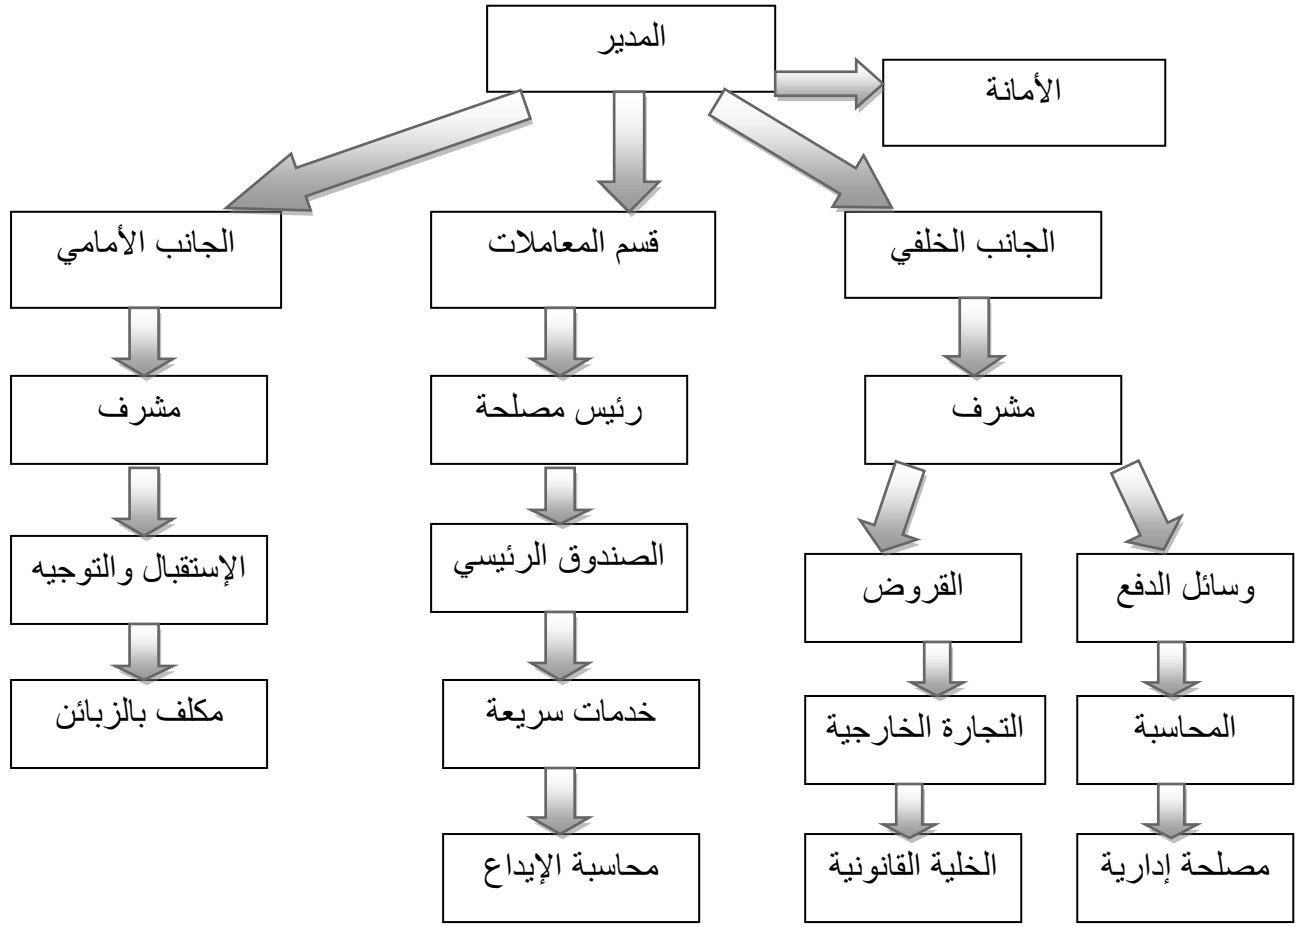 المدير
الأمانة
الجانب الخلفي
قسم المعاملات
الجانب الأمامي
مشرف
رئيس مصلحة
مشرف
وسائل الدفع
القروض
الصندوق الرئيسي
الإستقبال والتوجيه
المحاسبة
التجارة الخارجية
خدمات سريعة
مكلف بالزبائن
مصلحة إدارية
الخلية القانونية
محاسبة الإيداع